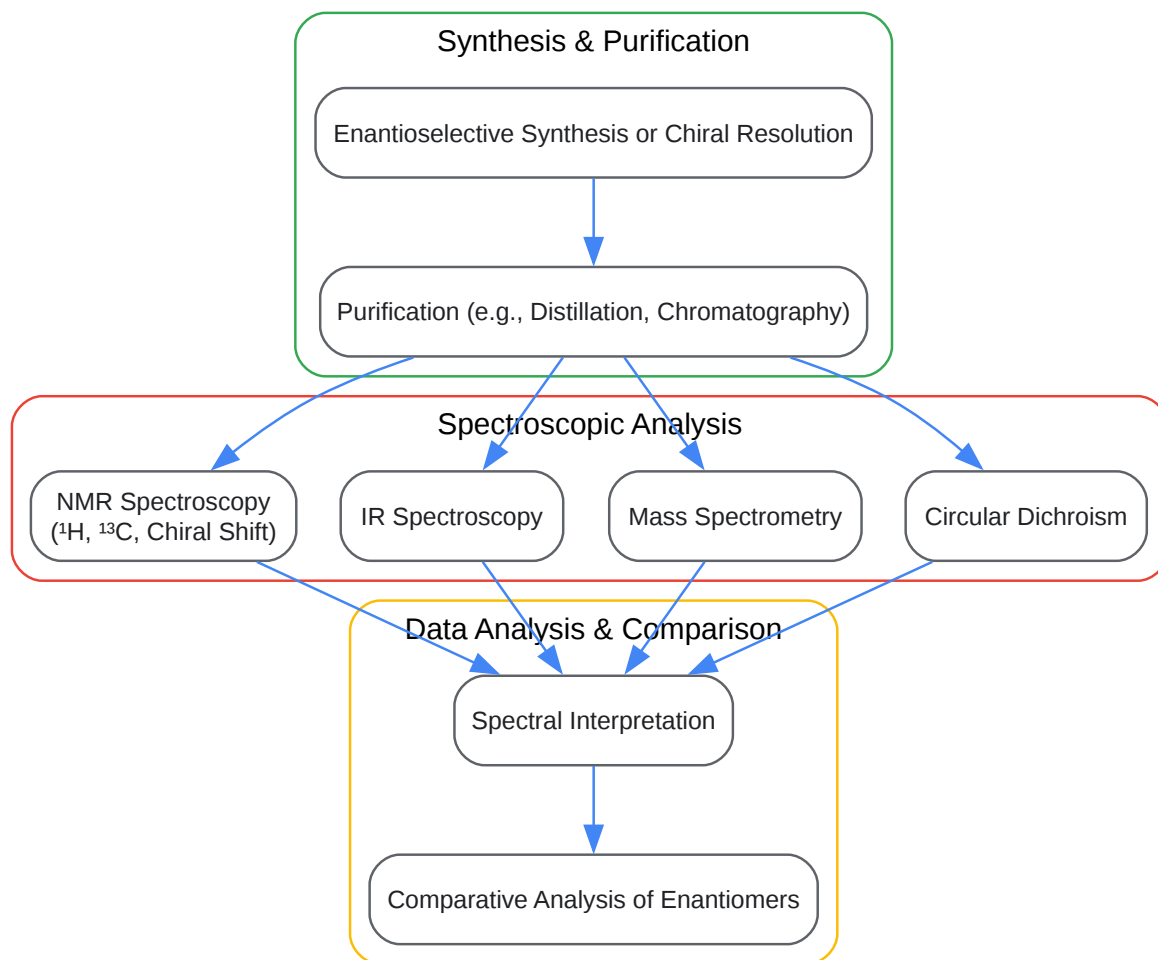 Synthesis & Purification
Enantioselective Synthesis or Chiral Resolution
Purification (e.g., Distillation, Chromatography)
Spectroscopic Analysis
NMR Spectroscopy
(¹H, ¹³C, Chiral Shift)
IR Spectroscopy
Mass Spectrometry
Circular Dichroism
Data Analysis & Comparison
Spectral Interpretation
Comparative Analysis of Enantiomers